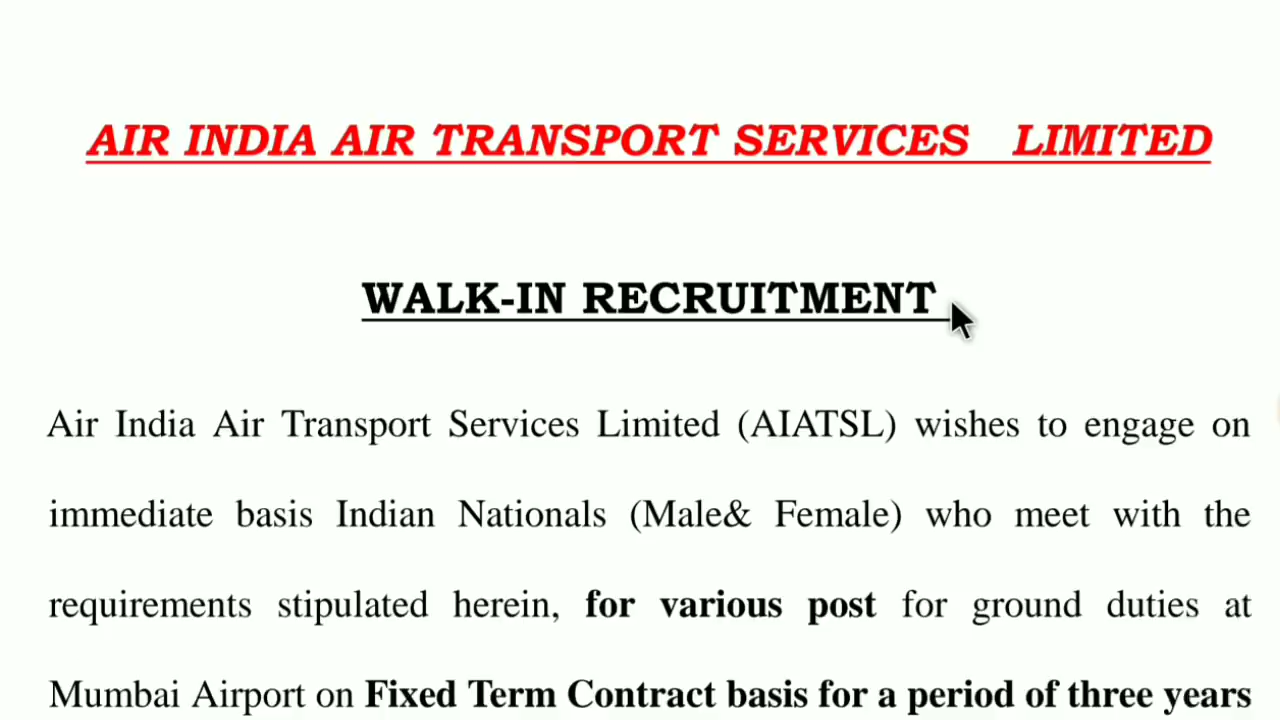 AIR INDIA AIR TRANSPORT SERVICES LIMITED
WALK-IN RECRUITMENT
Air India Air Transport Services Limited (AIATSL) wishes to engage on
immediate basis Indian Nationals (Male& Female) who meet with the
requirements stipulated herein, for various post for ground duties at
Mumbai Airport on Fixed Term Contract basis for a period of three years